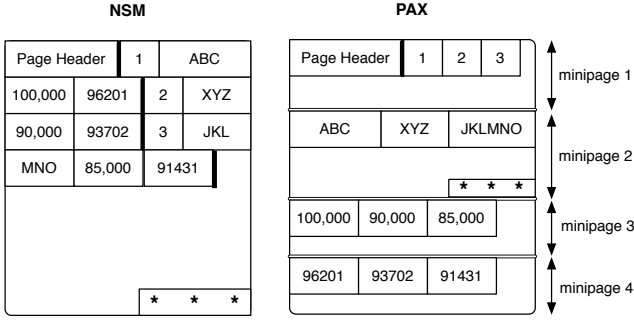 NSM
Page Header 1 ABC
100,000 96201 2 XYZ
90,000 93702 3 JKL
MNO 85,000 91431
* * *
PAX
Page Header 1 2 3
minipage 1
ABC XYZ JKLMNO
* * *
minipage 2
100,000 90,000 85,000
minipage 3
96201 93702 91431
minipage 4